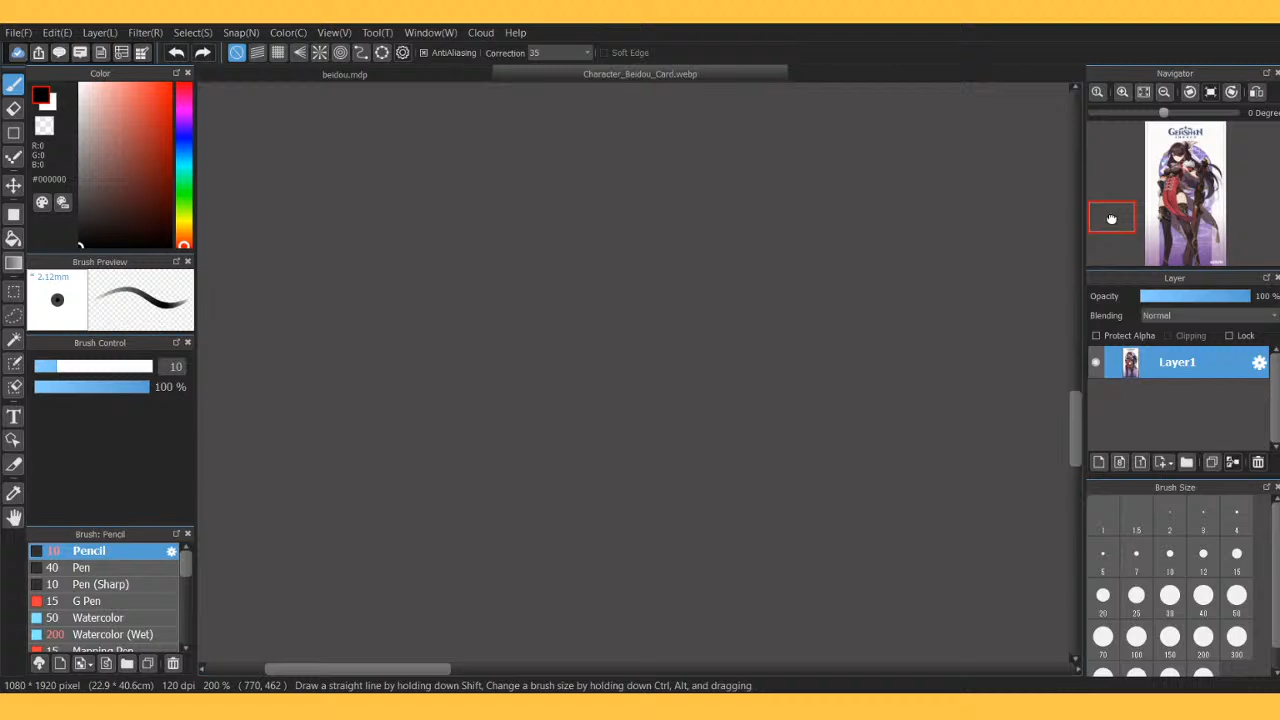 File(F) Edit(E) Layer(L) Filter(R) Select(S) Snap(N) Color(C) View(V) Tool(T) Window(W) Cloud Help
AntiAliasing Correction 35 Soft Edge
Color
beidou.mdp
Character_Beidou_Card.webp
Navigator
R:0
G:0
B:0
#000000
0 Degree
GENSHIN
IMPACT
Brush Preview
* 2.12mm
Layer
Opacity 100 %
Blending Normal
Protect Alpha Clipping Lock
Brush Control
10
100 %
Layer1
Brush Size
1 1.5 2 3 4
5 7 10 12 15
20 25 30 40 50
70 100 150 200 300
Brush: Pencil
10 Pencil
40 Pen
10 Pen (Sharp)
15 G Pen
50 Watercolor
200 Watercolor (Wet)
15 Mapping Pen
1080 * 1920 pixel (22.9 * 40.6cm) 120 dpi 200 % (770, 462) Draw a straight line by holding down Shift, Change a brush size by holding down Ctrl, Alt, and dragging